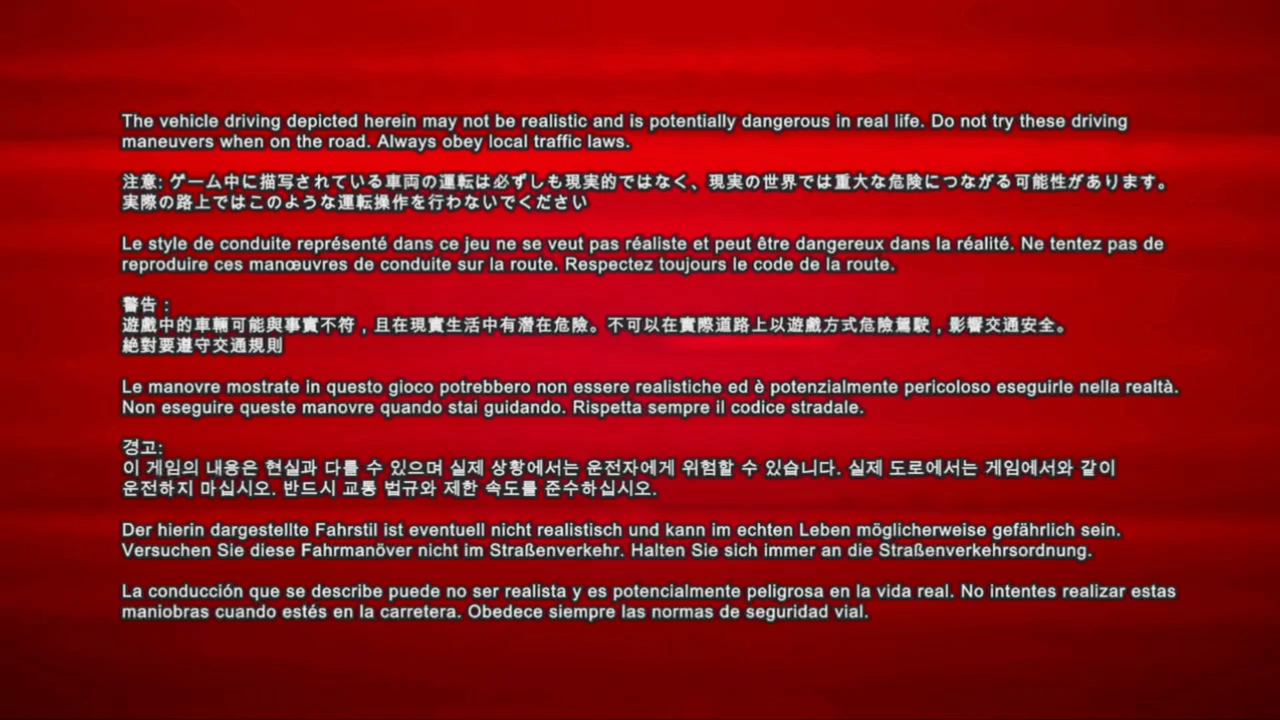 The vehicle driving depicted herein may not be realistic and is potentially dangerous in real life. Do not try these driving
maneuvers when on the road. Always obey local traffic laws.
注意: ゲーム中に描写されている車両の運転は必ずしも現実的ではなく、現実の世界では重大な危険につながる可能性があります。
実際の路上ではこのような運転操作を行わないでください
Le style de conduite représenté dans ce jeu ne se veut pas réaliste et peut être dangereux dans la réalité. Ne tentez pas de
reproduire ces manœuvres de conduite sur la route. Respectez toujours le code de la route.
警告：
遊戲中的車輛可能與事實不符，且在現實生活中有潛在危險。不可以在實際道路上以遊戲方式危險駕駛，影響交通安全。
絕對要遵守交通規則
Le manovre mostrate in questo gioco potrebbero non essere realistiche ed è potenzialmente pericoloso eseguirle nella realtà.
Non eseguire queste manovre quando stai guidando. Rispetta sempre il codice stradale.
경고:
이 게임의 내용은 현실과 다를 수 있으며 실제 상황에서는 운전자에게 위험할 수 있습니다. 실제 도로에서는 게임에서와 같이
운전하지 마십시오. 반드시 교통 법규와 제한 속도를 준수하십시오.
Der hierin dargestellte Fahrstil ist eventuell nicht realistisch und kann im echten Leben möglicherweise gefährlich sein.
Versuchen Sie diese Fahrmanöver nicht im Straßenverkehr. Halten Sie sich immer an die Straßenverkehrsordnung.
La conducción que se describe puede no ser realista y es potencialmente peligrosa en la vida real. No intentes realizar estas
maniobras cuando estés en la carretera. Obedece siempre las normas de seguridad vial.